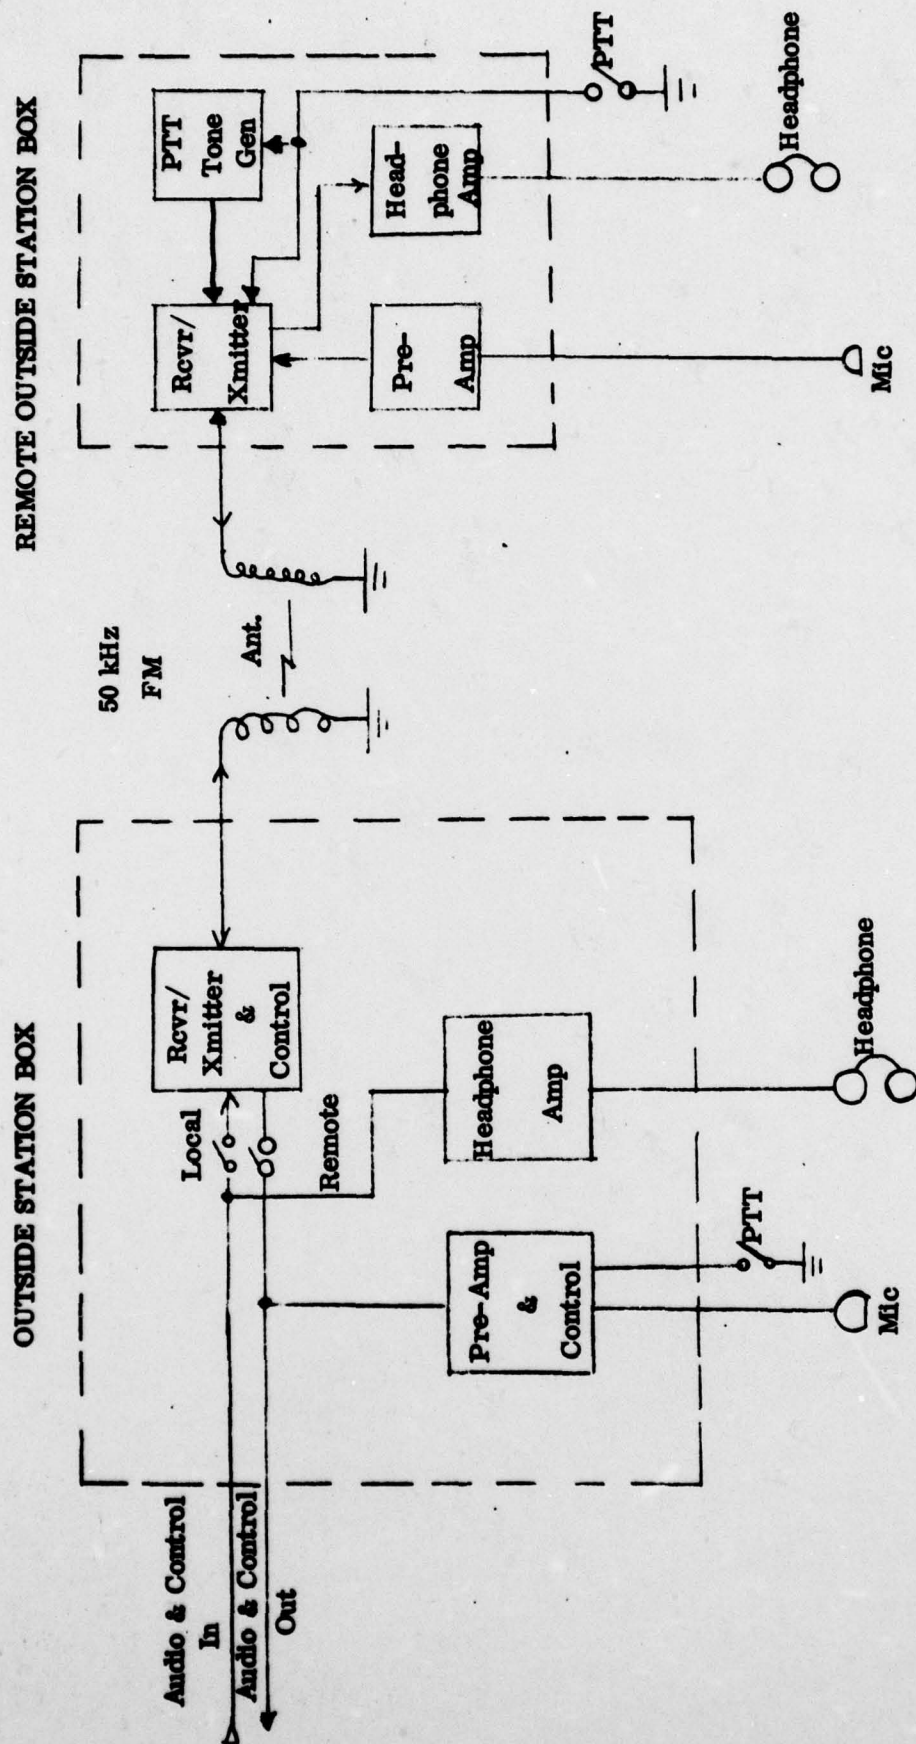 OUTSIDE STATION BOX
REMOTE OUTSIDE STATION BOX
50 kHz
FM
Ant.
Audio & Control
In
Audio & Control
Out
Local
Remote
Rcvr/
Xmitter
&
Control
Pre-Amp
&
Control
Headphone
Amp
PTT
Mic
Headphone
Rcvr/
Xmitter
PTT
Tone
Gen
Pre-
Amp
Head-
phone
Amp
PTT
Mic
Headphone